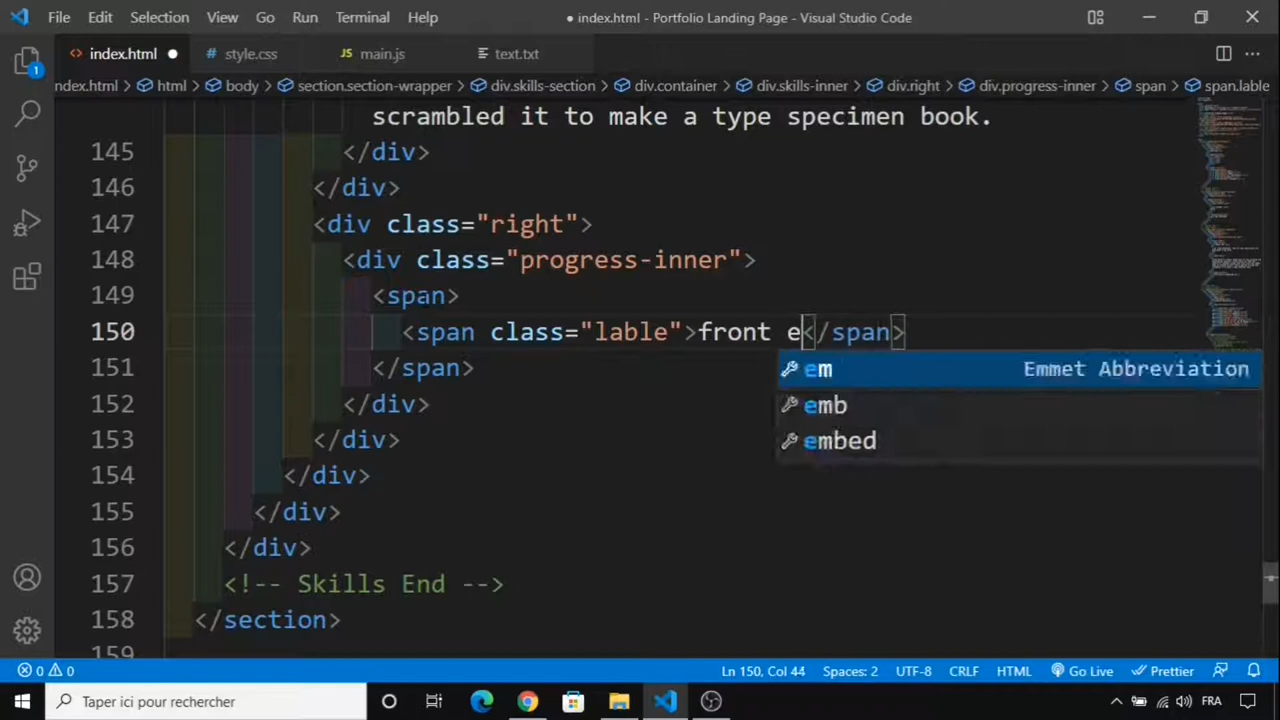 File Edit Selection View Go Run Terminal Help
● index.html - Portfolio Landing Page - Visual Studio Code
index.html ● # style.css JS main.js text.txt
ndex.html > html > body > section.section-wrapper > div.skills-section > div.container > div.skills-inner > div.right > div.progress-inner > span > span.lable
scrambled it to make a type specimen book.
145 </div>
146 </div>
147 <div class="right">
148 <div class="progress-inner">
149 <span>
150 <span class="lable">front e</span>
em Emmet Abbreviation
151 </span>
152 </div>
emb
153 </div>
embed
154 </div>
155 </div>
156 </div>
157 <!-- Skills End -->
158 </section>
159
0 0 Ln 150, Col 44 Spaces: 2 UTF-8 CRLF HTML Go Live Prettier
Taper ici pour rechercher FRA
1